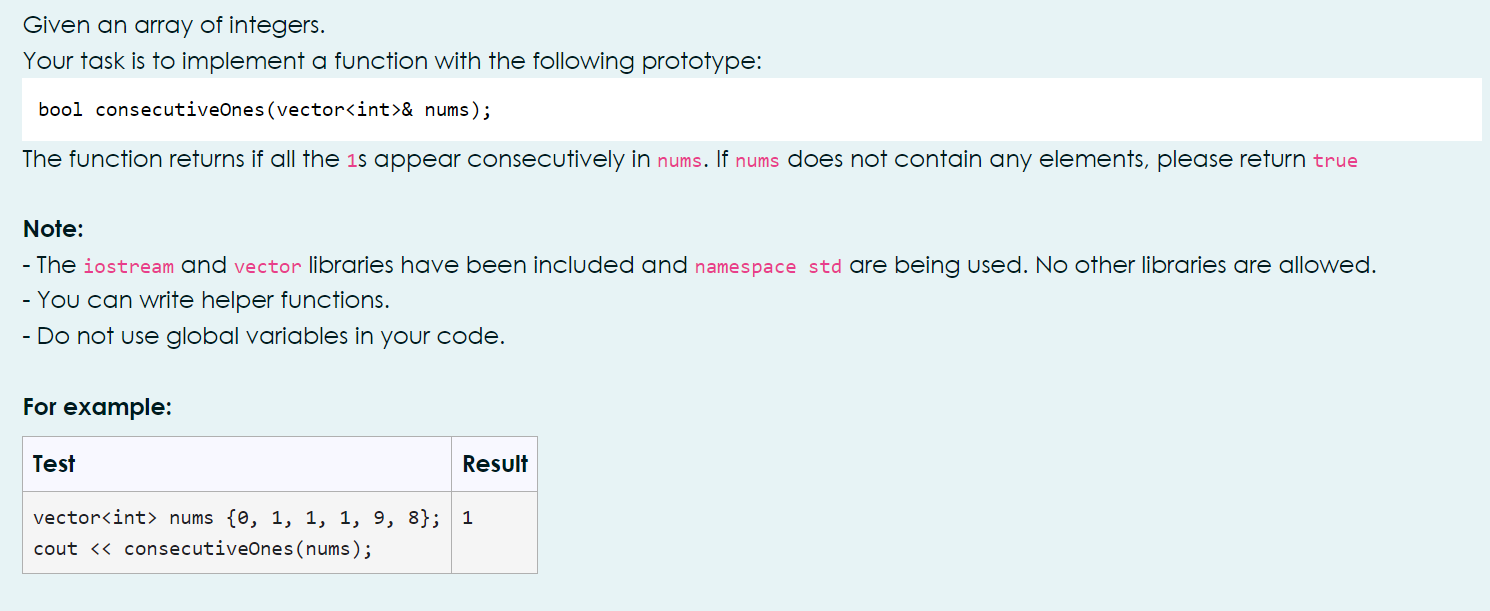 Given an array of integers.
Your task is to implement a function with the following prototype:
bool consecutiveOnes(vector<int>& nums);
The function returns if all the 1s appear consecutively in nums. If nums does not contain any elements, please return true
Note:
- The iostream and vector libraries have been included and namespace std are being used. No other libraries are allowed.
- You can write helper functions.
- Do not use global variables in your code.
For example:
Test Result
vector<int> nums {0, 1, 1, 1, 9, 8}; 1
cout << consecutiveOnes(nums);